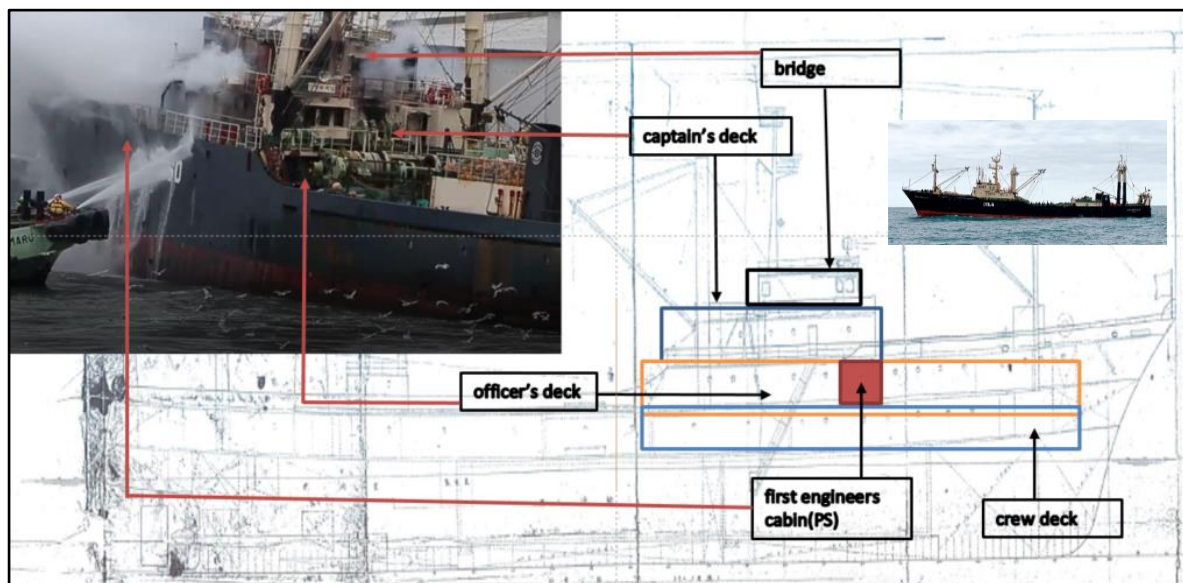 bridge
captain's deck
officer's deck
first engineers
cabin(PS)
crew deck
MARU